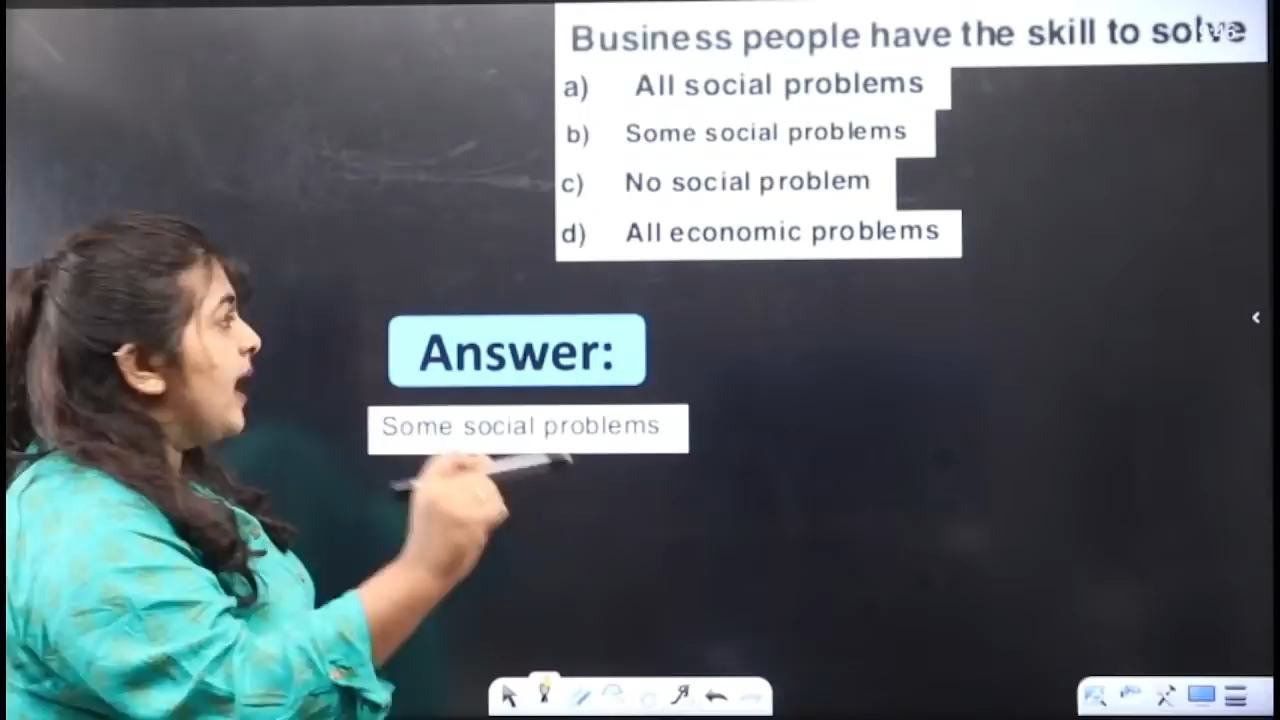 Business people have the skill to solve
a) All social problems
b) Some social problems
c) No social problem
d) All economic problems
Answer:
Some social problems